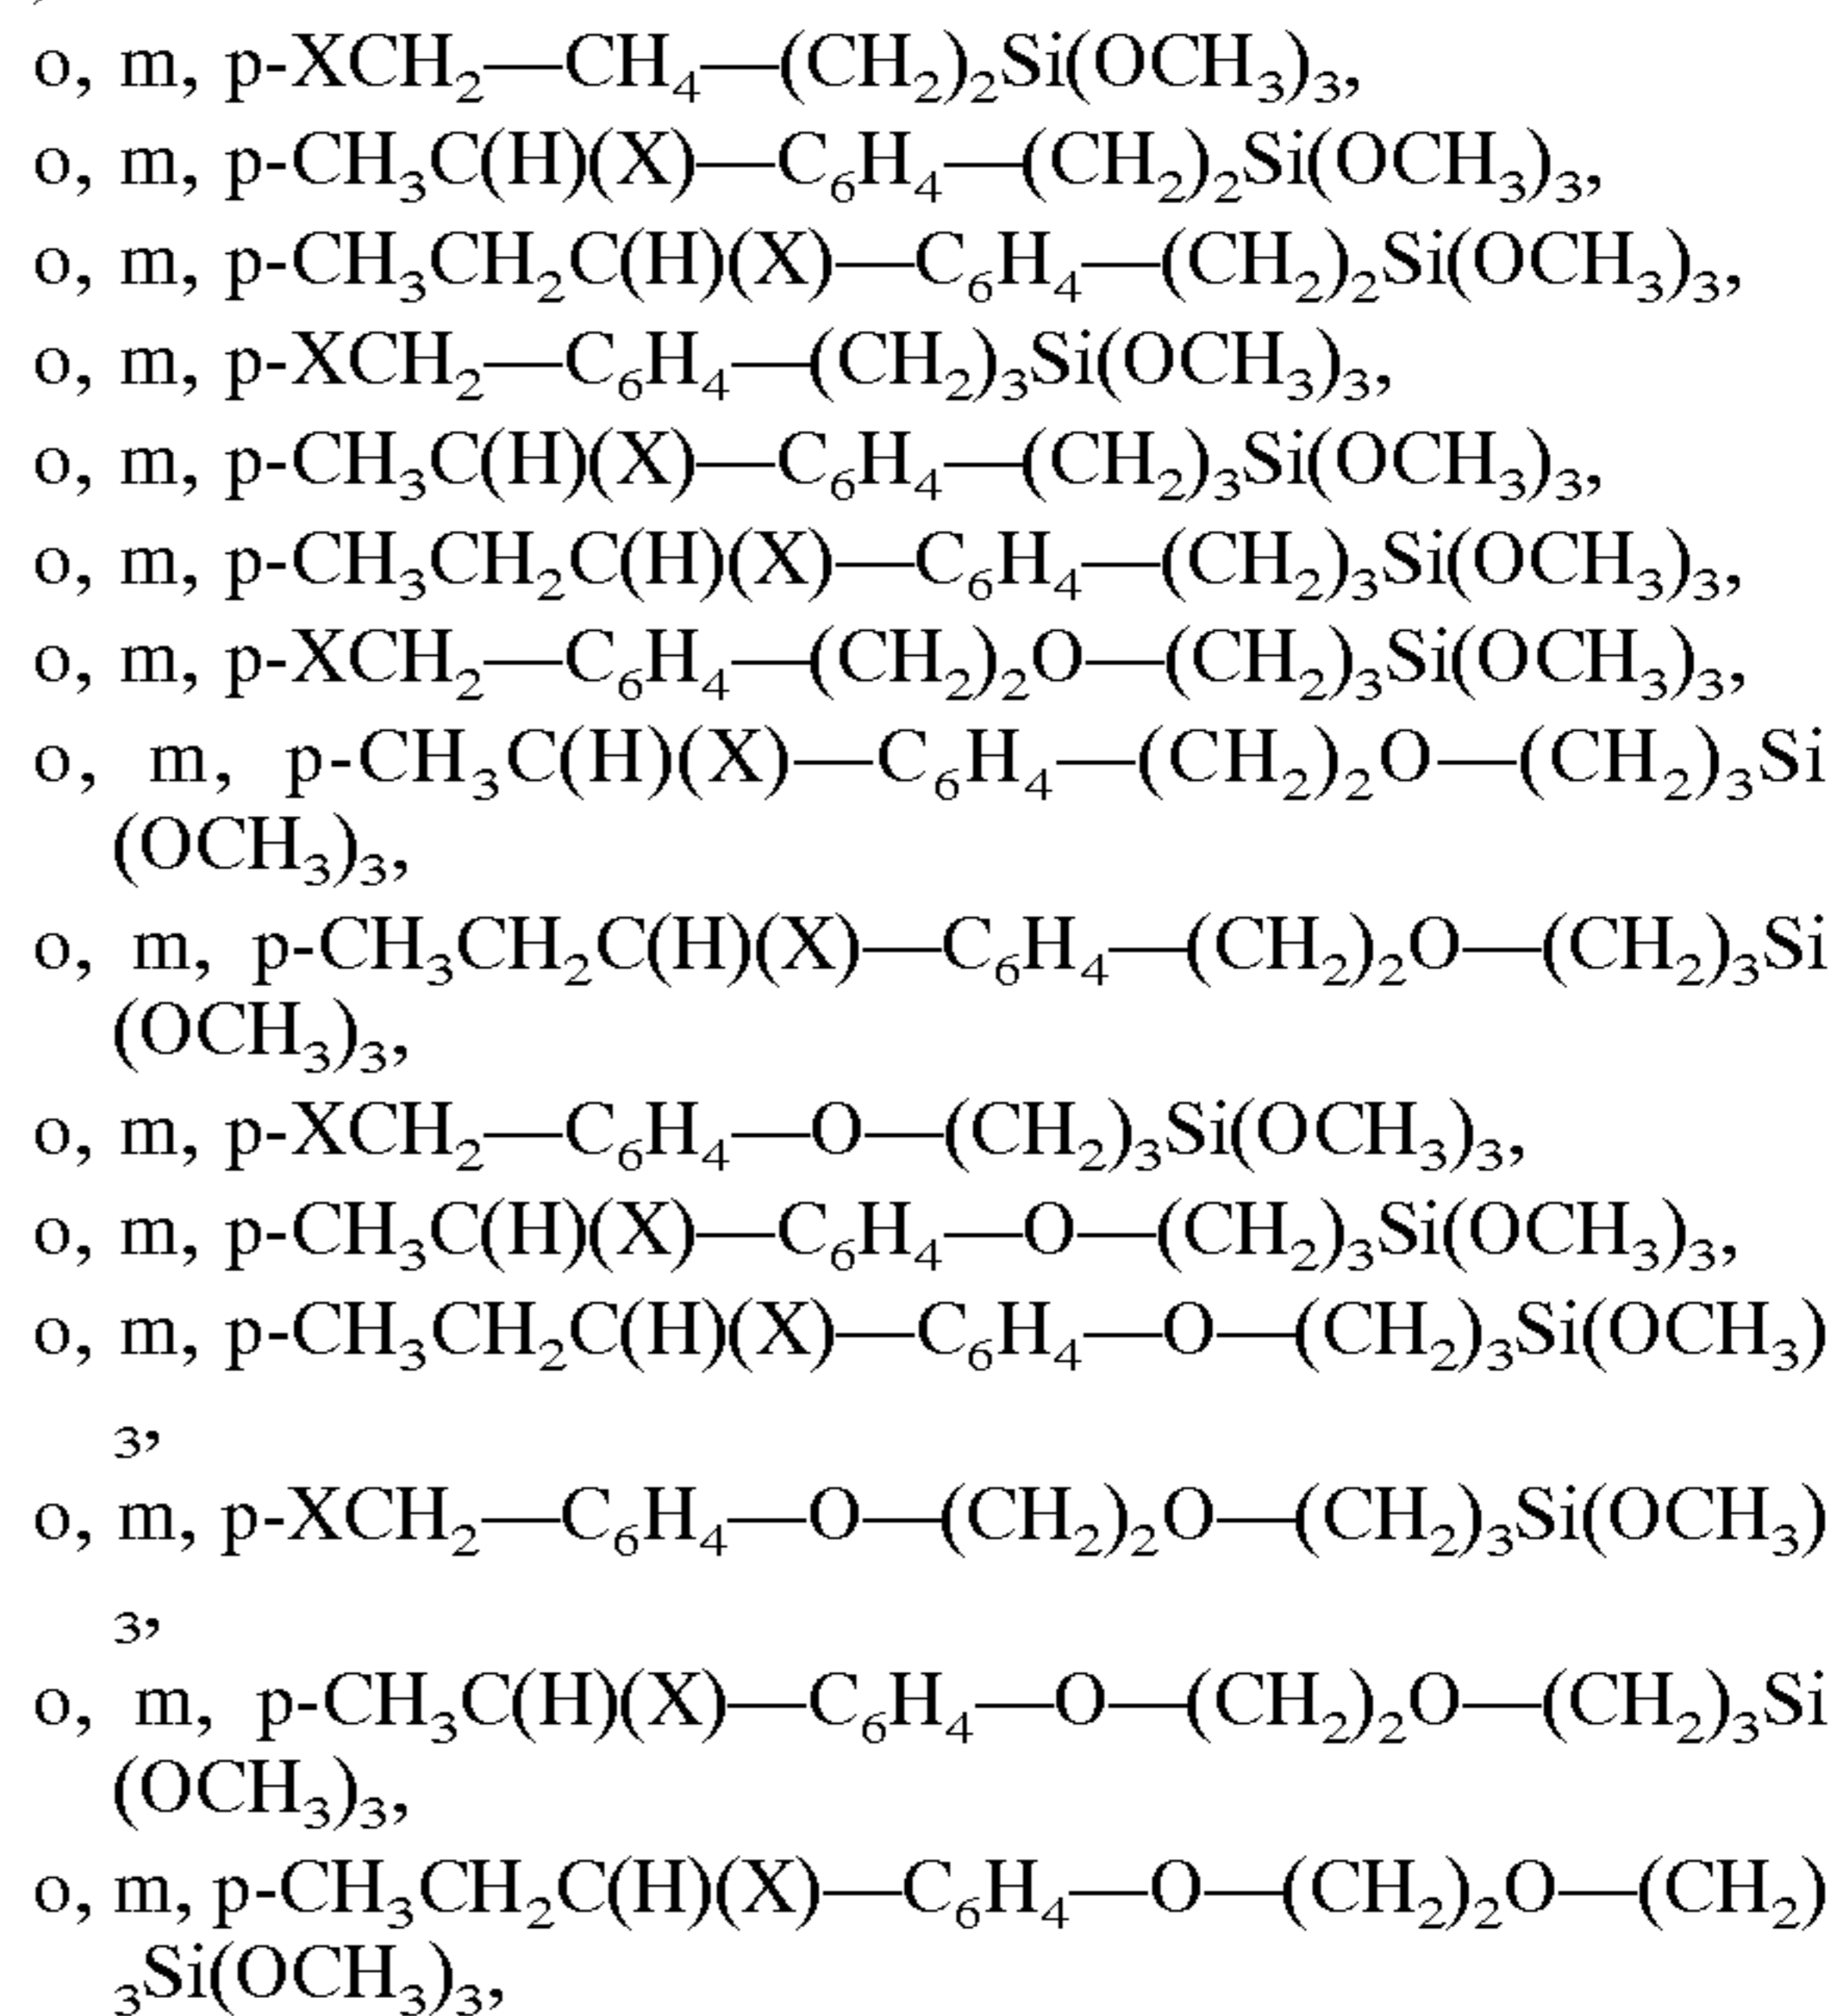 o, m, p-XCH₂—CH₄—(CH₂)₂Si(OCH₃)₃,
o, m, p-CH₃C(H)(X)—C₆H₄—(CH₂)₂Si(OCH₃)₃,
o, m, p-CH₃CH₂C(H)(X)—C₆H₄—(CH₂)₂Si(OCH₃)₃,
o, m, p-XCH₂—C₆H₄—(CH₂)₃Si(OCH₃)₃,
o, m, p-CH₃C(H)(X)—C₆H₄—(CH₂)₃Si(OCH₃)₃,
o, m, p-CH₃CH₂C(H)(X)—C₆H₄—(CH₂)₃Si(OCH₃)₃,
o, m, p-XCH₂—C₆H₄—(CH₂)₂O—(CH₂)₃Si(OCH₃)₃,
o, m, p-CH₃C(H)(X)—C₆H₄—(CH₂)₂O—(CH₂)₃Si
(OCH₃)₃,
o, m, p-CH₃CH₂C(H)(X)—C₆H₄—(CH₂)₂O—(CH₂)₃Si
(OCH₃)₃,
o, m, p-XCH₂—C₆H₄—O—(CH₂)₃Si(OCH₃)₃,
o, m, p-CH₃C(H)(X)—C₆H₄—O—(CH₂)₃Si(OCH₃)₃,
o, m, p-CH₃CH₂C(H)(X)—C₆H₄—O—(CH₂)₃Si(OCH₃)
₃,
o, m, p-XCH₂—C₆H₄—O—(CH₂)₂O—(CH₂)₃Si(OCH₃)
₃,
o, m, p-CH₃C(H)(X)—C₆H₄—O—(CH₂)₂O—(CH₂)₃Si
(OCH₃)₃,
o, m, p-CH₃CH₂C(H)(X)—C₆H₄—O—(CH₂)₂O—(CH₂)
₃Si(OCH₃)₃,